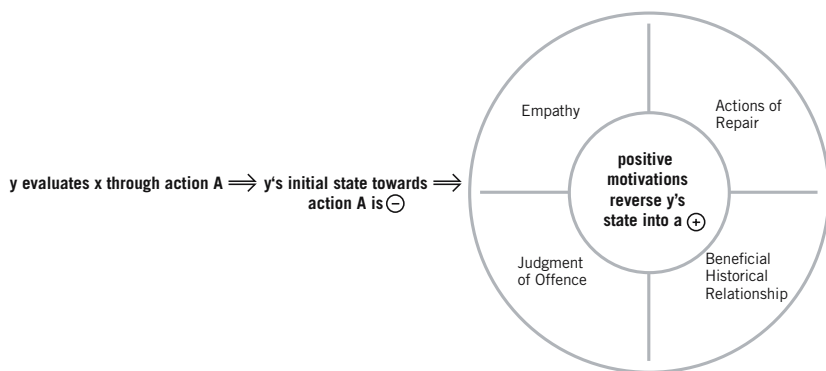 y evaluates x through action A ⟹ y‘s initial state towards ⟹
action A is ⊖
Empathy
Actions of
Repair
positive
motivations
reverse y's
state into a ⊕
Judgment
of Offence
Beneficial
Historical
Relationship